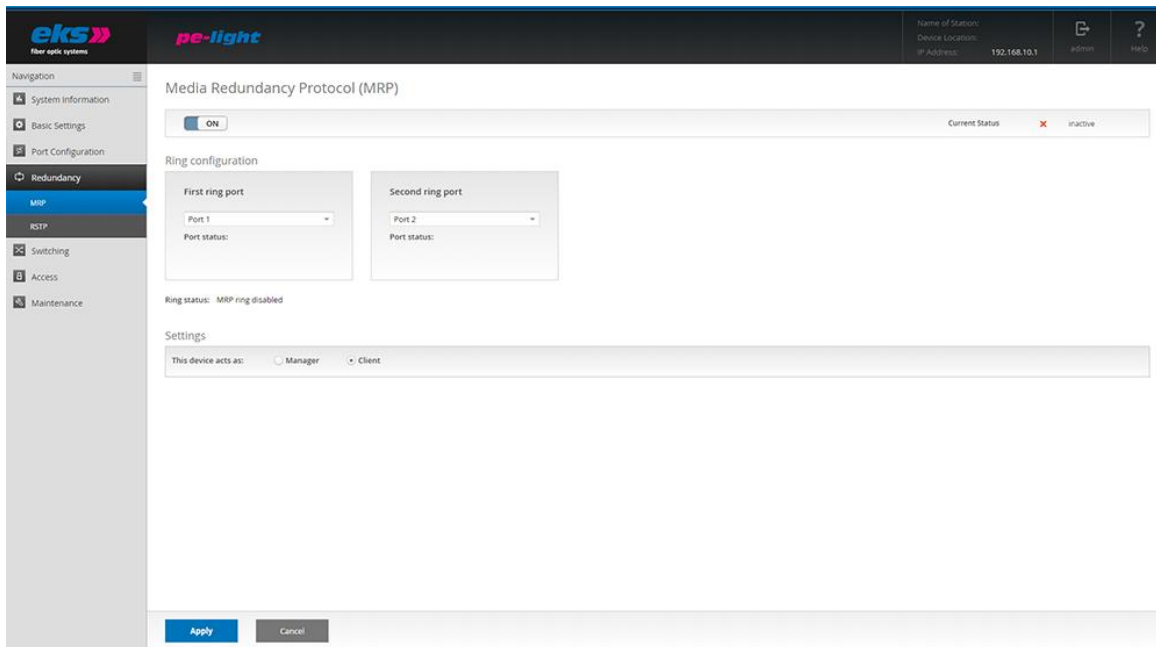 eks
fiber optic systems
pe-light
Name of Station:
Device Location:
IP Address: 192.168.10.1
admin
? Help
Navigation
System Information
Basic Settings
Port Configuration
Redundancy
MRP
RSTP
Switching
Access
Maintenance
Media Redundancy Protocol (MRP)
ON
Current Status inactive
Ring configuration
First ring port
Port 1
Port status:
Second ring port
Port 2
Port status:
Ring status: MRP ring disabled
Settings
This device acts as: Manager Client
Apply Cancel